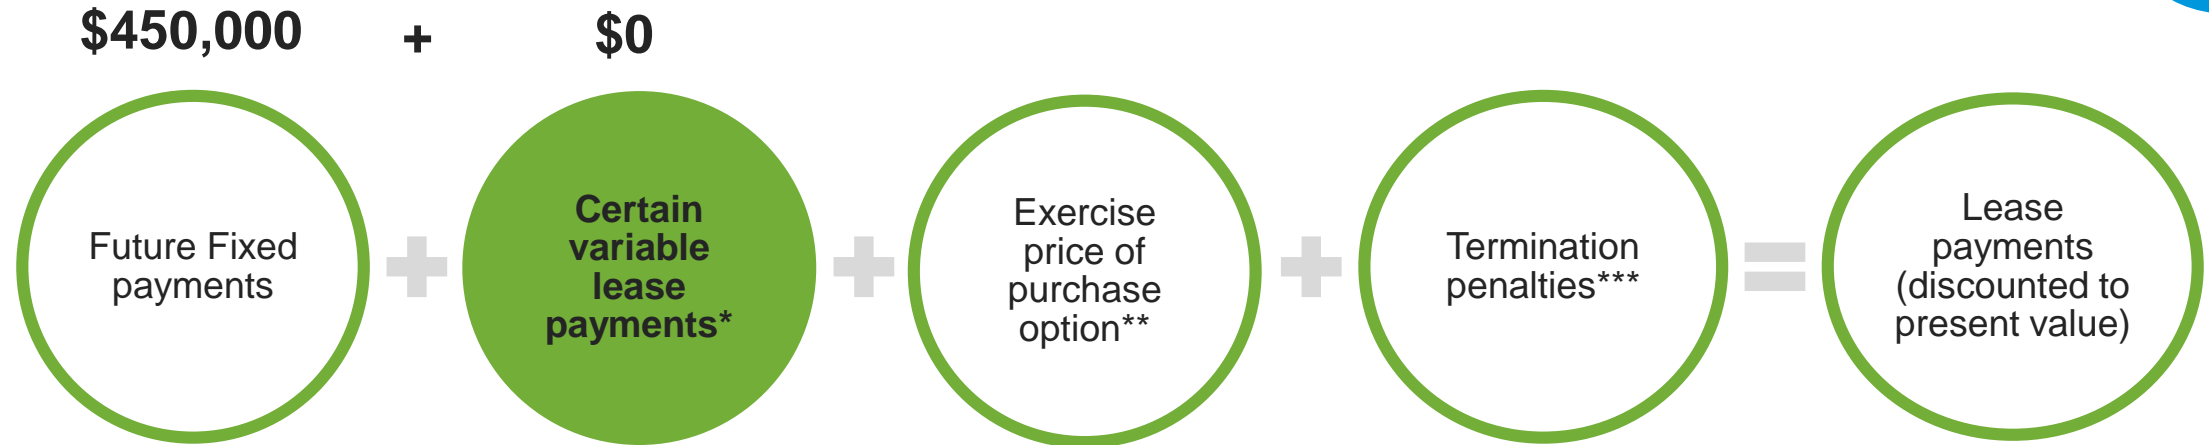 $450,000 + $0
Future Fixed
payments
Certain
variable
lease
payments*
Exercise
price of
purchase
option**
Termination
penalties***
Lease
payments
(discounted to
present value)